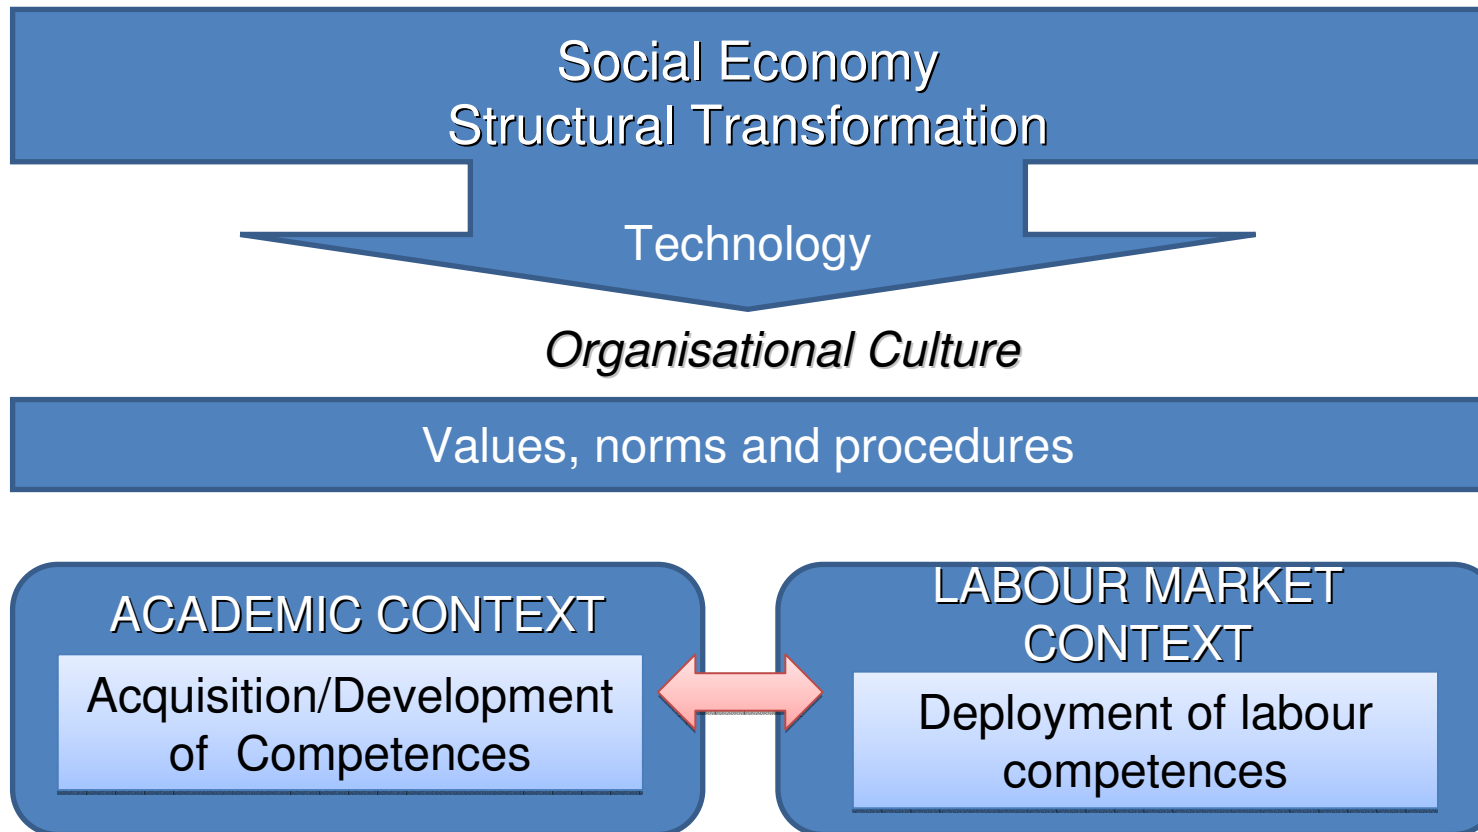 Social Economy
Structural Transformation
Technology
Organisational Culture
Values, norms and procedures
ACADEMIC CONTEXT
Acquisition/Development
of Competences
LABOUR MARKET
CONTEXT
Deployment of labour
competences